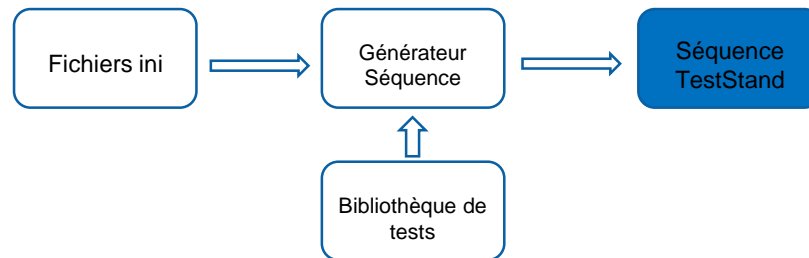 Fichiers ini
Générateur
Séquence
Séquence
TestStand
Bibliothèque de
tests